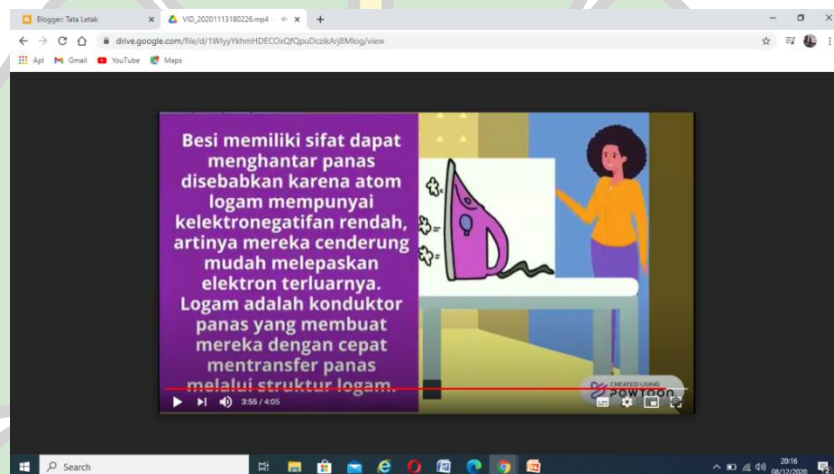 Blogger: Tata Letak
VID_20201113180226.mp4 -
drive.google.com/file/d/1WlyyYkhmHDECOxQfQpuDczikArj8Mlog/view
Apl Gmail YouTube Maps
Besi memiliki sifat dapat
menghantar panas
disebabkan karena atom
logam mempunyai
kelektronegatifan rendah,
artinya mereka cenderung
mudah melepaskan
elektron terluarnya.
Logam adalah konduktor
panas yang membuat
mereka dengan cepat
mentransfer panas
melalui struktur logam.
CREATED USING
POWTOON
3:55 / 4:05
Search
20:16
08/12/2020